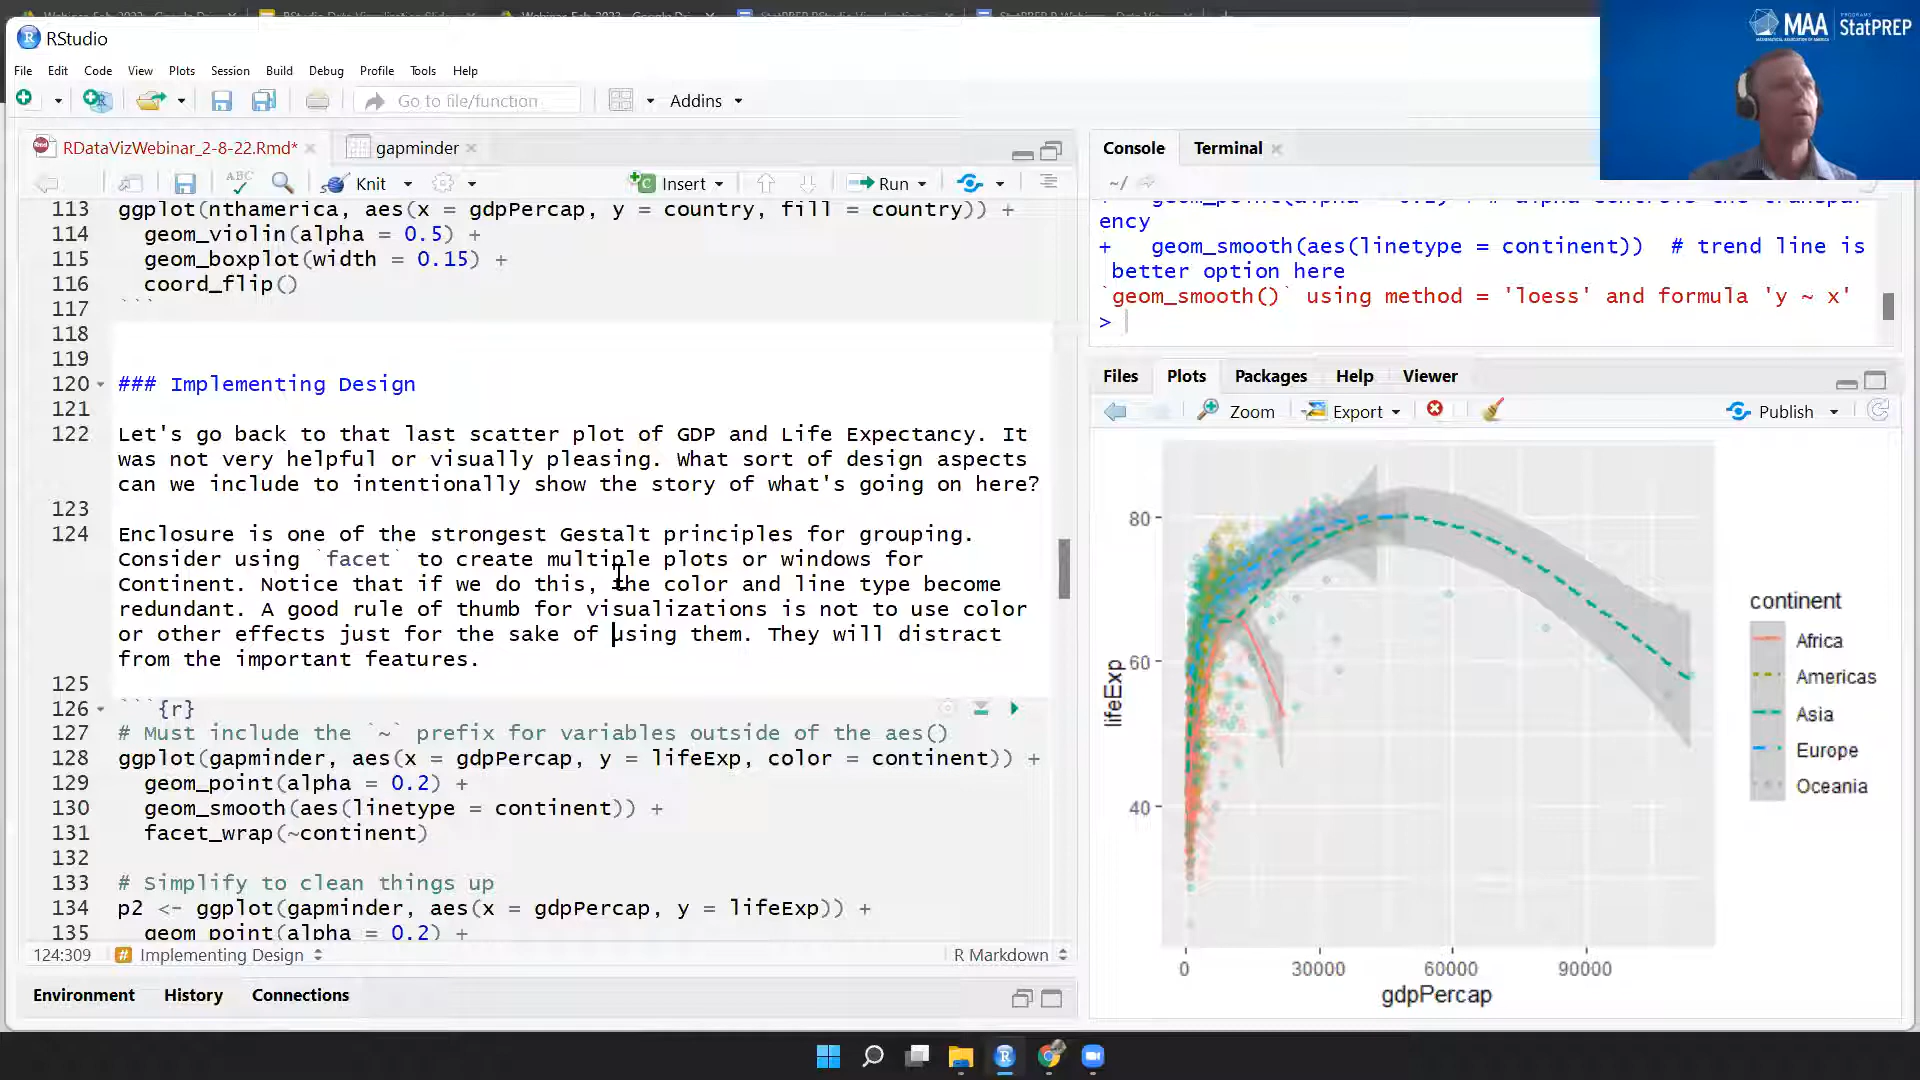 RStudio
File Edit Code View Plots Session Build Debug Profile Tools Help
Go to file/function Addins
MAA PROGRAMS StatPREP
MATHEMATICAL ASSOCIATION OF AMERICA
RDataVizWebinar_2-8-22.Rmd* gapminder
ABC Knit Insert Run
113 ggplot(nthamerica, aes(x = gdpPercap, y = country, fill = country)) +
114 geom_violin(alpha = 0.5) +
115 geom_boxplot(width = 0.15) +
116 coord_flip()
117 ```
118
119
120 ### Implementing Design
121
122 Let's go back to that last scatter plot of GDP and Life Expectancy. It
was not very helpful or visually pleasing. What sort of design aspects
can we include to intentionally show the story of what's going on here?
123
124 Enclosure is one of the strongest Gestalt principles for grouping.
Consider using `facet` to create multiple plots or windows for
Continent. Notice that if we do this, the color and line type become
redundant. A good rule of thumb for visualizations is not to use color
or other effects just for the sake of using them. They will distract
from the important features.
125
126 ```{r}
127 # Must include the `~` prefix for variables outside of the aes()
128 ggplot(gapminder, aes(x = gdpPercap, y = lifeExp, color = continent)) +
129 geom_point(alpha = 0.2) +
130 geom_smooth(aes(linetype = continent)) +
131 facet_wrap(~continent)
132
133 # Simplify to clean things up
134 p2 <- ggplot(gapminder, aes(x = gdpPercap, y = lifeExp)) +
135 geom_point(alpha = 0.2) +
124:309 # Implementing Design R Markdown
Environment History Connections
Console Terminal
~/
ency
+ geom_smooth(aes(linetype = continent)) # trend line is
better option here
`geom_smooth()` using method = 'loess' and formula 'y ~ x'
>
Files Plots Packages Help Viewer
Zoom Export Publish
80
60
40
lifeExp
0 30000 60000 90000
gdpPercap
continent
Africa
Americas
Asia
Europe
Oceania